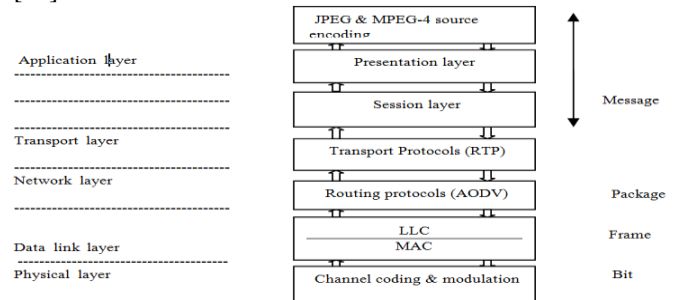 JPEG & MPEG-4 source
encoding
Application layer
Presentation layer
Session layer
Message
Transport layer
Transport Protocols (RTP)
Network layer
Routing protocols (AODV)
Package
LLC
Frame
Data link layer
MAC
Physical layer
Channel coding & modulation
Bit